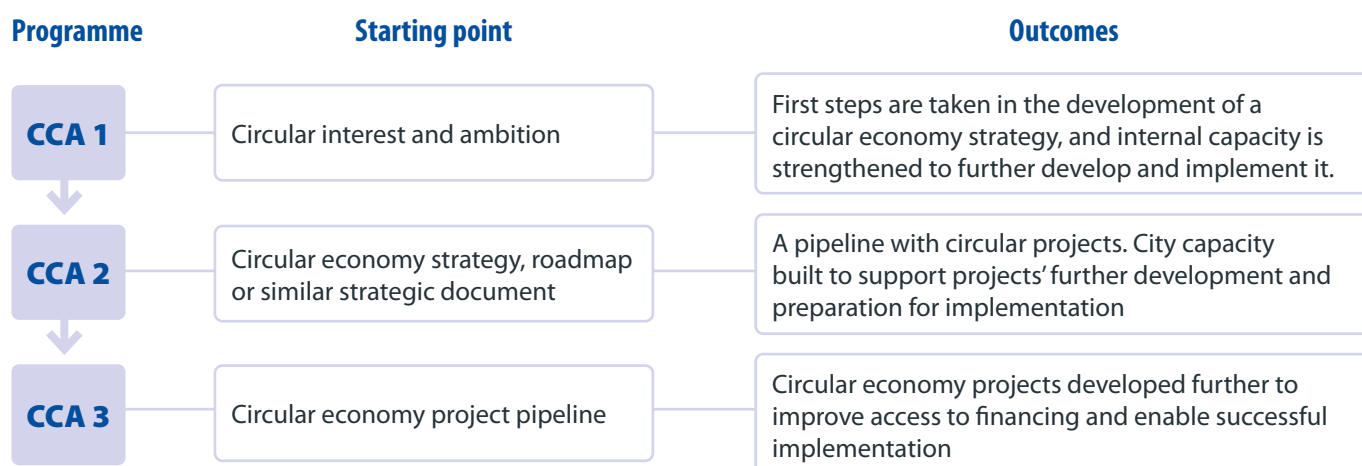 Programme
Starting point
Outcomes
CCA 1
Circular interest and ambition
First steps are taken in the development of a
circular economy strategy, and internal capacity is
strengthened to further develop and implement it.
CCA 2
Circular economy strategy, roadmap
or similar strategic document
A pipeline with circular projects. City capacity
built to support projects’ further development and
preparation for implementation
CCA 3
Circular economy project pipeline
Circular economy projects developed further to
improve access to financing and enable successful
implementation